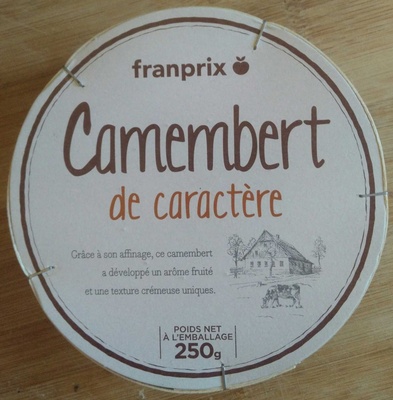 franprix
Camembert
de caractère
Grâce à son affinage, ce camembert
a développé un arôme fruité
et une texture crémeuse uniques.
POIDS NET
À L'EMBALLAGE
250g